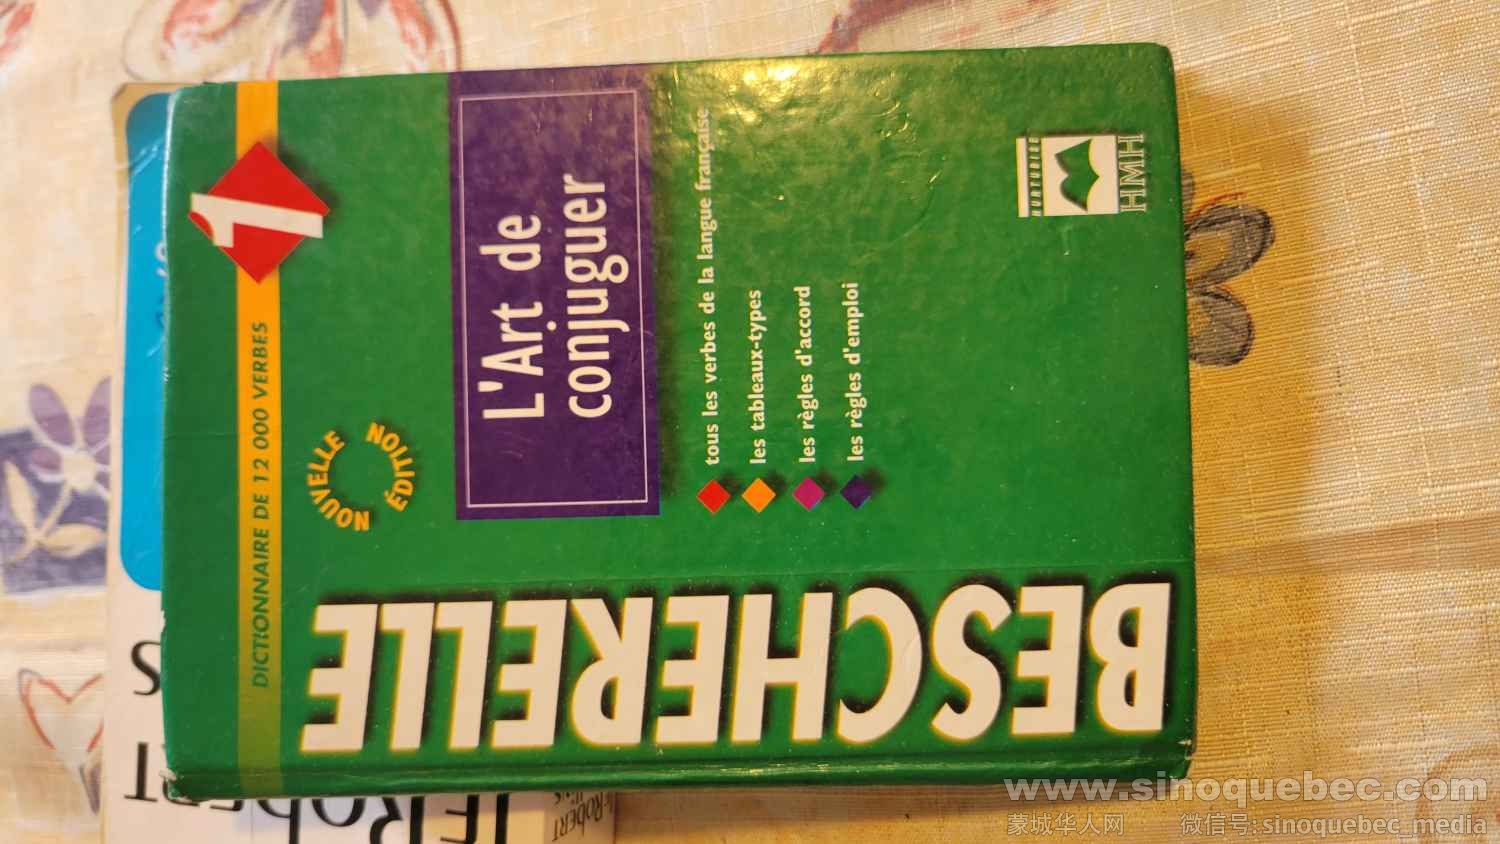 DICTIONNAIRE DE 12 000 VERBES
1
NOUVELLE
ÉDITION
L'Art de
conjuguer
tous les verbes de la langue française
les tableaux-types
les règles d'accord
les règles d'emploi
BESCHERELLE
HURTUBISE
HMH
LE ROBERT
LE ROBERT
www.sinoquebec.com
蒙城华人网 微信号: sinoquebec_media